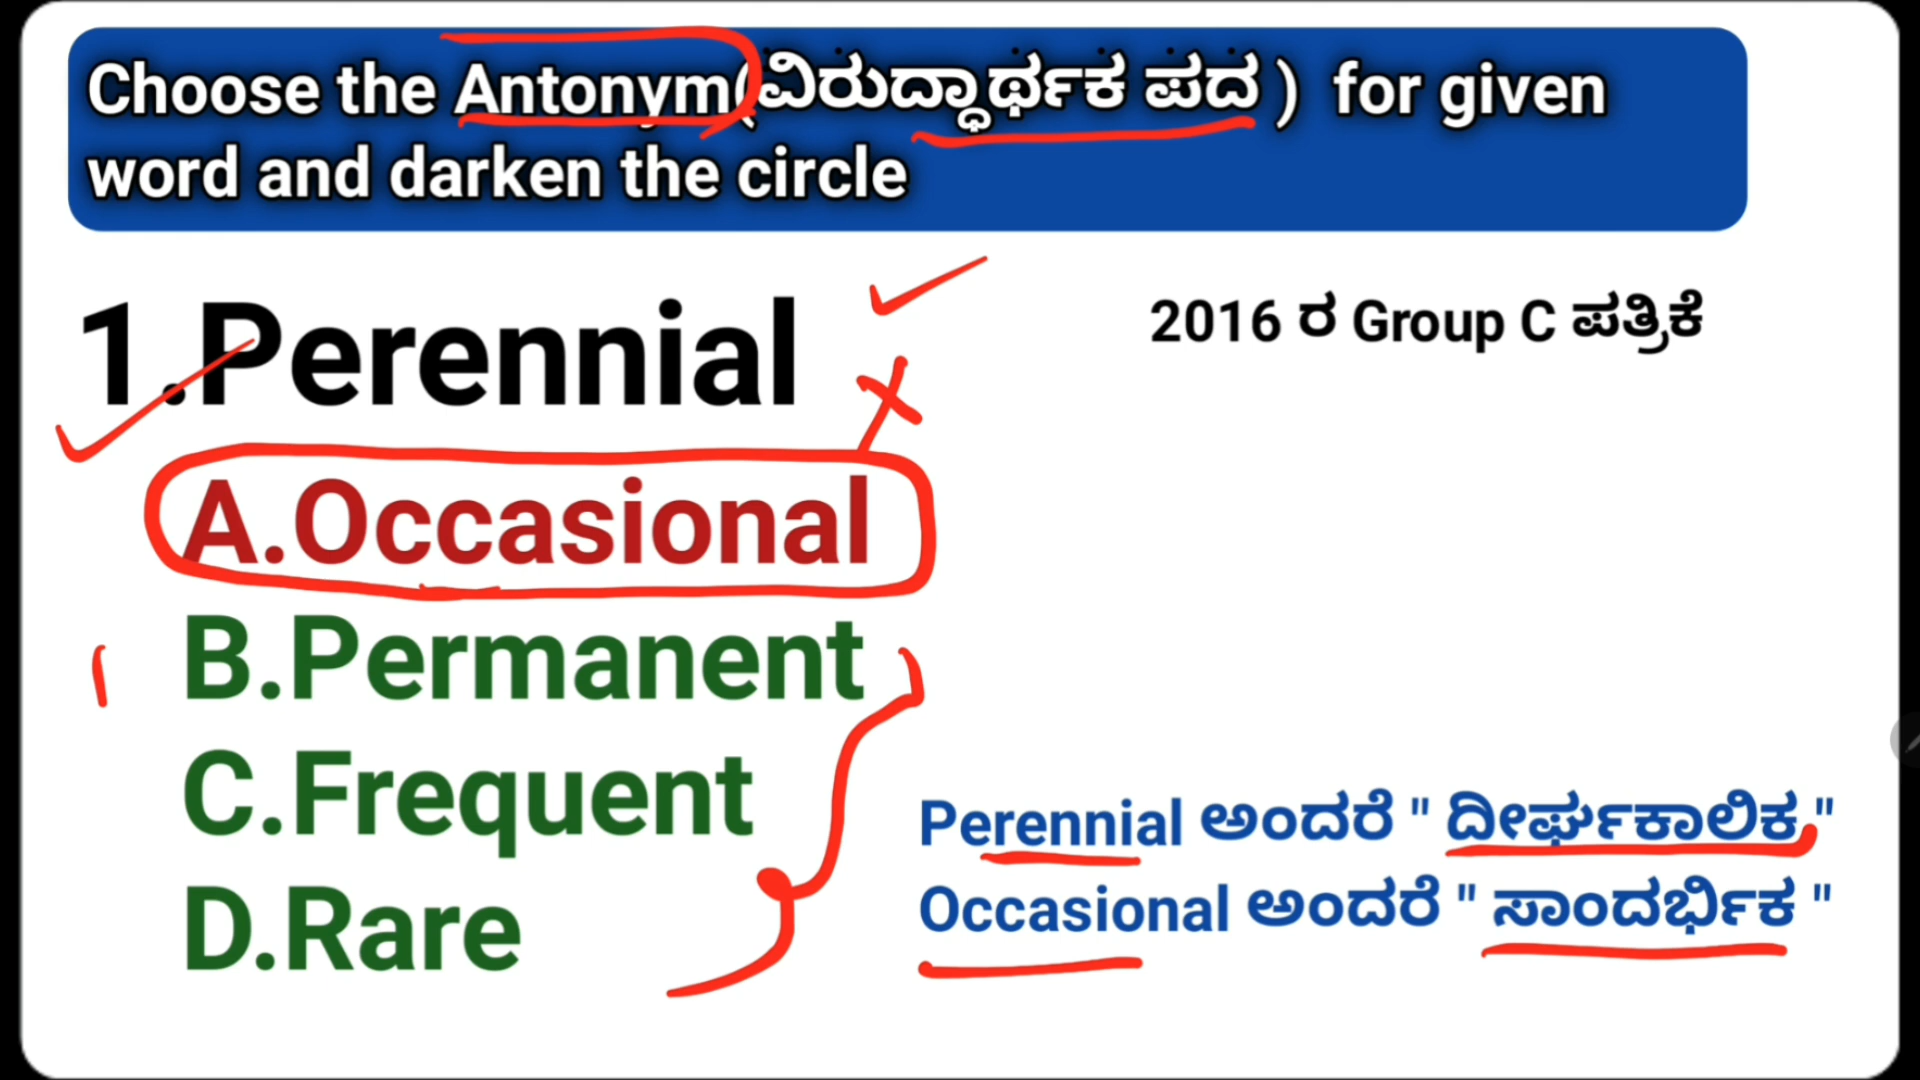 Choose the Antonym(ವಿರುದ್ಧಾರ್ಥಕ ಪದ ) for given
word and darken the circle
1.Perennial
2016 ರ Group C ಪತ್ರಿಕೆ
A.Occasional
B.Permanent
C.Frequent
D.Rare
Perennial ಅಂದರೆ " ದೀರ್ಘಕಾಲಿಕ "
Occasional ಅಂದರೆ " ಸಾಂದರ್ಭಿಕ "